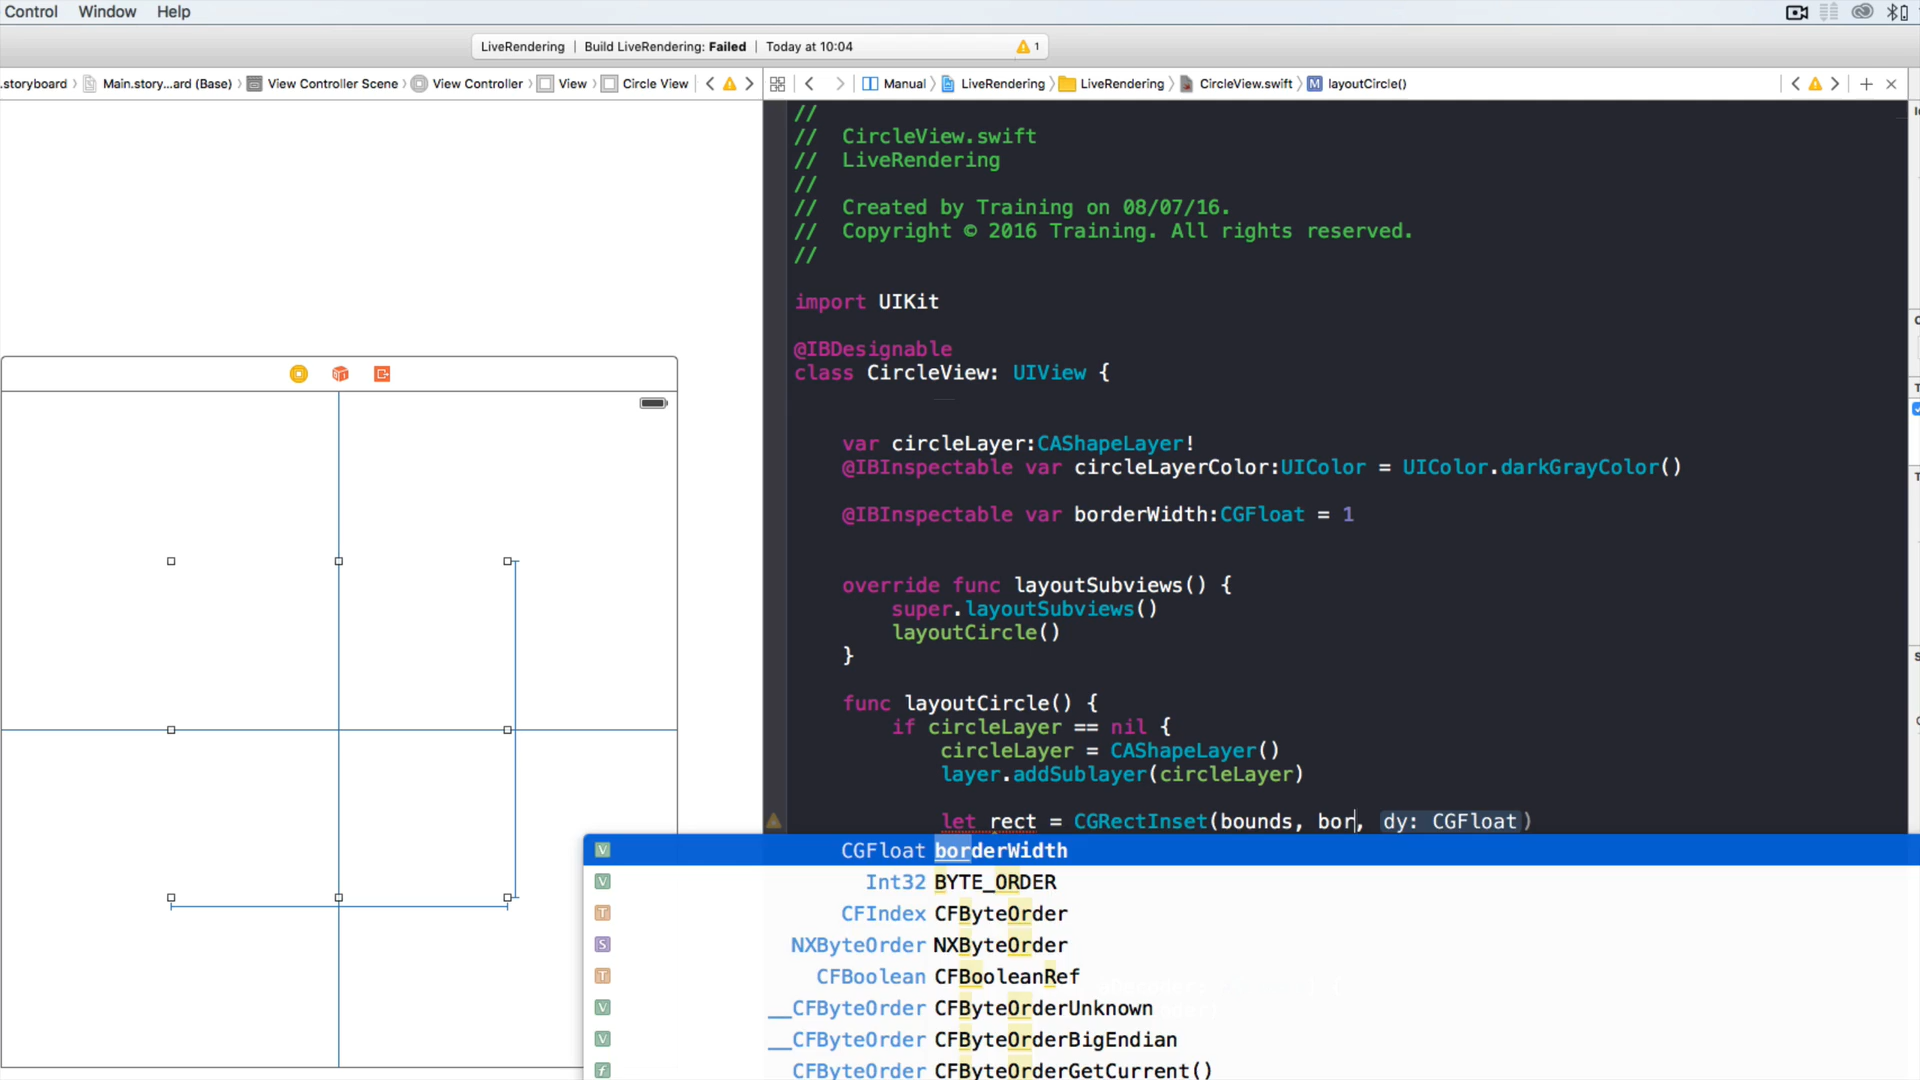 Control Window Help
LiveRendering | Build LiveRendering: Failed | Today at 10:04 1
.storyboard Main.story...ard (Base) View Controller Scene View Controller View Circle View
Manual LiveRendering LiveRendering CircleView.swift M layoutCircle()
//
// CircleView.swift
// LiveRendering
//
// Created by Training on 08/07/16.
// Copyright © 2016 Training. All rights reserved.
//
import UIKit
@IBDesignable
class CircleView: UIView {
var circleLayer:CAShapeLayer!
@IBInspectable var circleLayerColor:UIColor = UIColor.darkGrayColor()
@IBInspectable var borderWidth:CGFloat = 1
override func layoutSubviews() {
super.layoutSubviews()
layoutCircle()
}
func layoutCircle() {
if circleLayer == nil {
circleLayer = CAShapeLayer()
layer.addSublayer(circleLayer)
let rect = CGRectInset(bounds, bor, dy: CGFloat)
V CGFloat borderWidth
V Int32 BYTE_ORDER
T CFIndex CFByteOrder
S NXByteOrder NXByteOrder
T CFBoolean CFBooleanRef
V __CFByteOrder CFByteOrderUnknown
V __CFByteOrder CFByteOrderBigEndian
f CFByteOrder CFByteOrderGetCurrent()